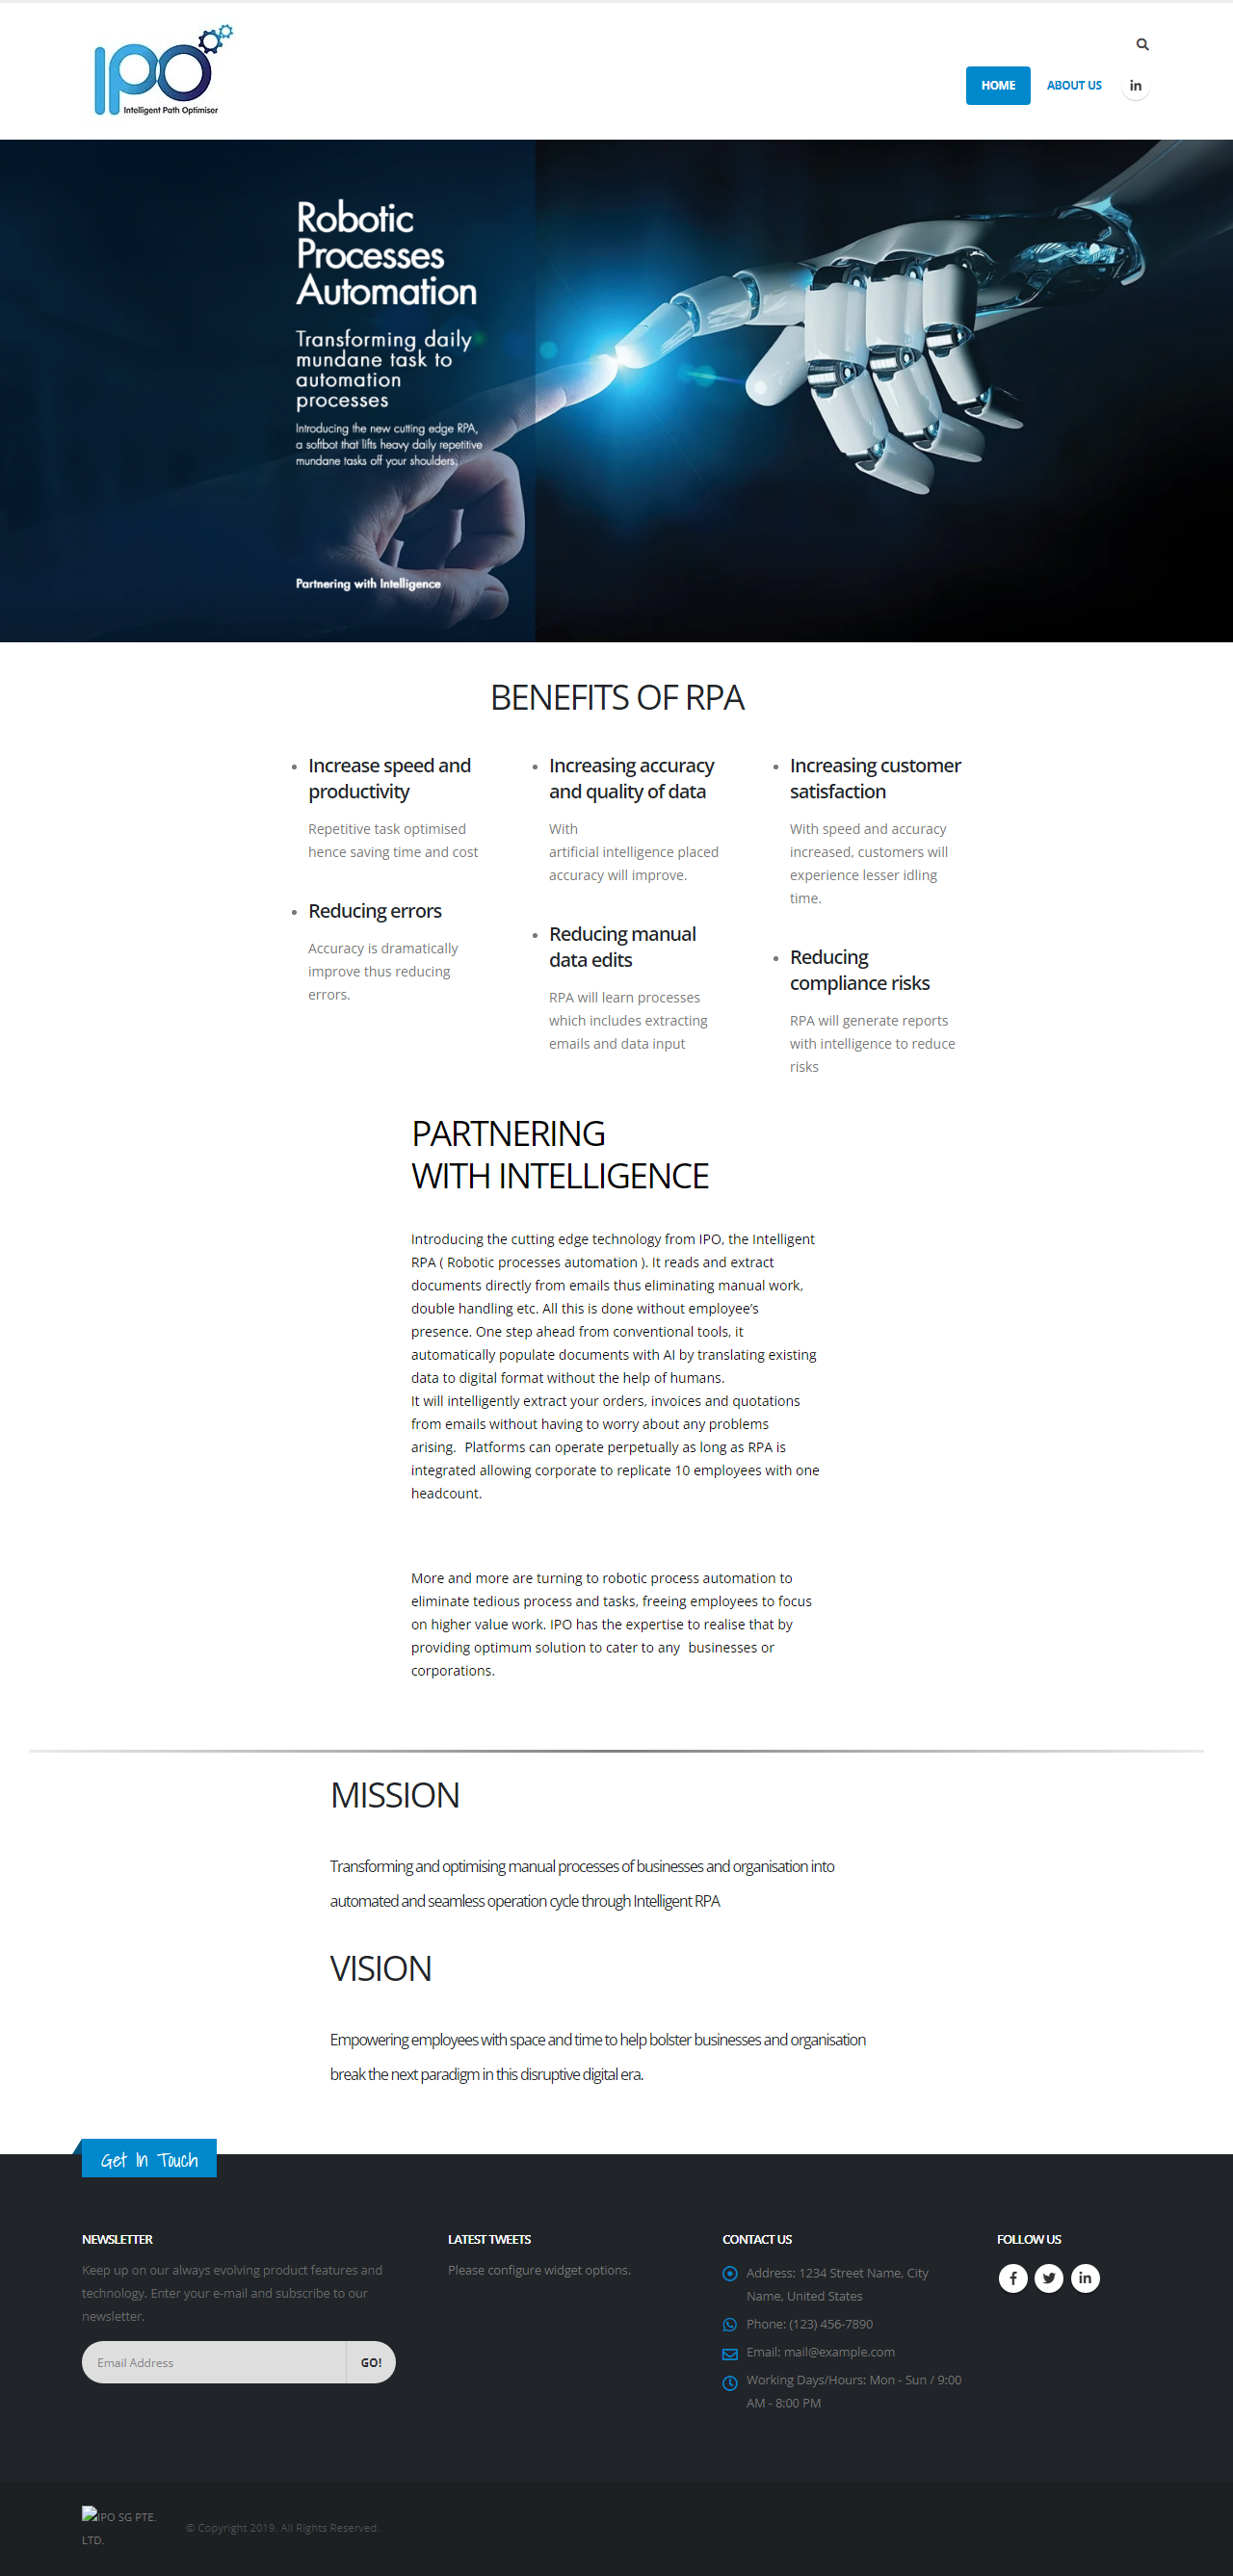 IPO
Intelligent Path Optimiser
HOME
ABOUT US
Robotic
Processes
Automation
Transforming daily
mundane task to
automation
processes
Introducing the new cutting edge RPA,
a softbot that lifts heavy daily repetitive
mundane tasks off your shoulders.
Partnering with Intelligence
BENEFITS OF RPA
Increase speed and
productivity
Repetitive task optimised
hence saving time and cost
Reducing errors
Accuracy is dramatically
improve thus reducing
errors.
Increasing accuracy
and quality of data
With
artificial intelligence placed
accuracy will improve.
Reducing manual
data edits
RPA will learn processes
which includes extracting
emails and data input
Increasing customer
satisfaction
With speed and accuracy
increased, customers will
experience lesser idling
time.
Reducing
compliance risks
RPA will generate reports
with intelligence to reduce
risks
PARTNERING
WITH INTELLIGENCE
Introducing the cutting edge technology from IPO, the Intelligent
RPA ( Robotic processes automation ). It reads and extract
documents directly from emails thus eliminating manual work,
double handling etc. All this is done without employee’s
presence. One step ahead from conventional tools, it
automatically populate documents with AI by translating existing
data to digital format without the help of humans.
It will intelligently extract your orders, invoices and quotations
from emails without having to worry about any problems
arising.  Platforms can operate perpetually as long as RPA is
integrated allowing corporate to replicate 10 employees with one
headcount.
More and more are turning to robotic process automation to
eliminate tedious process and tasks, freeing employees to focus
on higher value work. IPO has the expertise to realise that by
providing optimum solution to cater to any  businesses or
corporations.
MISSION
Transforming and optimising manual processes of businesses and organisation into
automated and seamless operation cycle through Intelligent RPA
VISION
Empowering employees with space and time to help bolster businesses and organisation
break the next paradigm in this disruptive digital era.
Get In Touch
NEWSLETTER
Keep up on our always evolving product features and
technology. Enter your e-mail and subscribe to our
newsletter.
Email Address
GO!
LATEST TWEETS
Please configure widget options.
CONTACT US
Address: 1234 Street Name, City
Name, United States
Phone: (123) 456-7890
Email: mail@example.com
Working Days/Hours: Mon - Sun / 9:00
AM - 8:00 PM
FOLLOW US
IPO SG PTE.
LTD.
© Copyright 2019. All Rights Reserved.